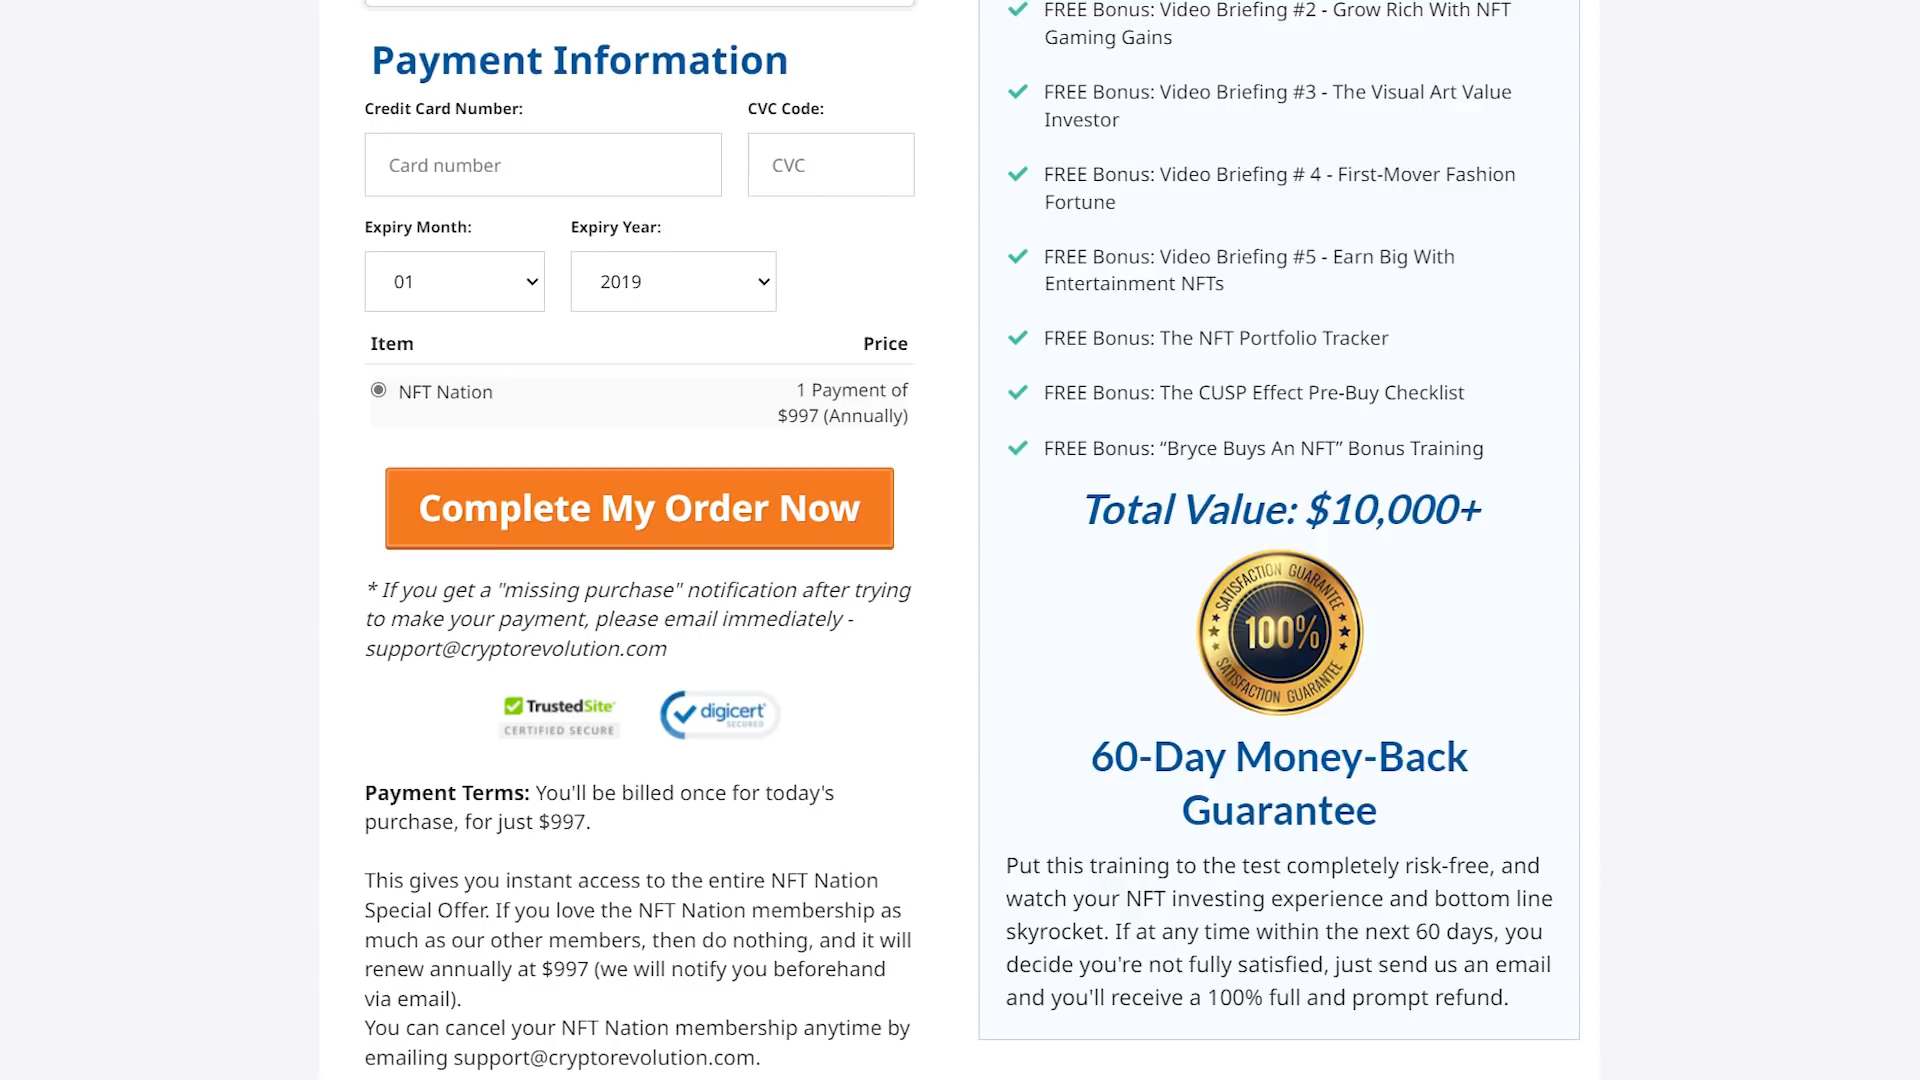 Payment Information
Credit Card Number:
CVC Code:
Card number
CVC
Expiry Month:
Expiry Year:
01
2019
Item
Price
NFT Nation
1 Payment of
$997 (Annually)
Complete My Order Now
* If you get a "missing purchase" notification after trying
to make your payment, please email immediately -
support@cryptorevolution.com
TrustedSite
CERTIFIED SECURE
digicert
SECURED
Payment Terms: You'll be billed once for today's
purchase, for just $997.
This gives you instant access to the entire NFT Nation
Special Offer. If you love the NFT Nation membership as
much as our other members, then do nothing, and it will
renew annually at $997 (we will notify you beforehand
via email).
You can cancel your NFT Nation membership anytime by
emailing support@cryptorevolution.com.
FREE Bonus: Video Briefing #2 - Grow Rich With NFT
Gaming Gains
FREE Bonus: Video Briefing #3 - The Visual Art Value
Investor
FREE Bonus: Video Briefing # 4 - First-Mover Fashion
Fortune
FREE Bonus: Video Briefing #5 - Earn Big With
Entertainment NFTs
FREE Bonus: The NFT Portfolio Tracker
FREE Bonus: The CUSP Effect Pre-Buy Checklist
FREE Bonus: “Bryce Buys An NFT” Bonus Training
Total Value: $10,000+
SATISFACTION GUARANTEE
100%
SATISFACTION GUARANTEE
60-Day Money-Back
Guarantee
Put this training to the test completely risk-free, and
watch your NFT investing experience and bottom line
skyrocket. If at any time within the next 60 days, you
decide you're not fully satisfied, just send us an email
and you'll receive a 100% full and prompt refund.